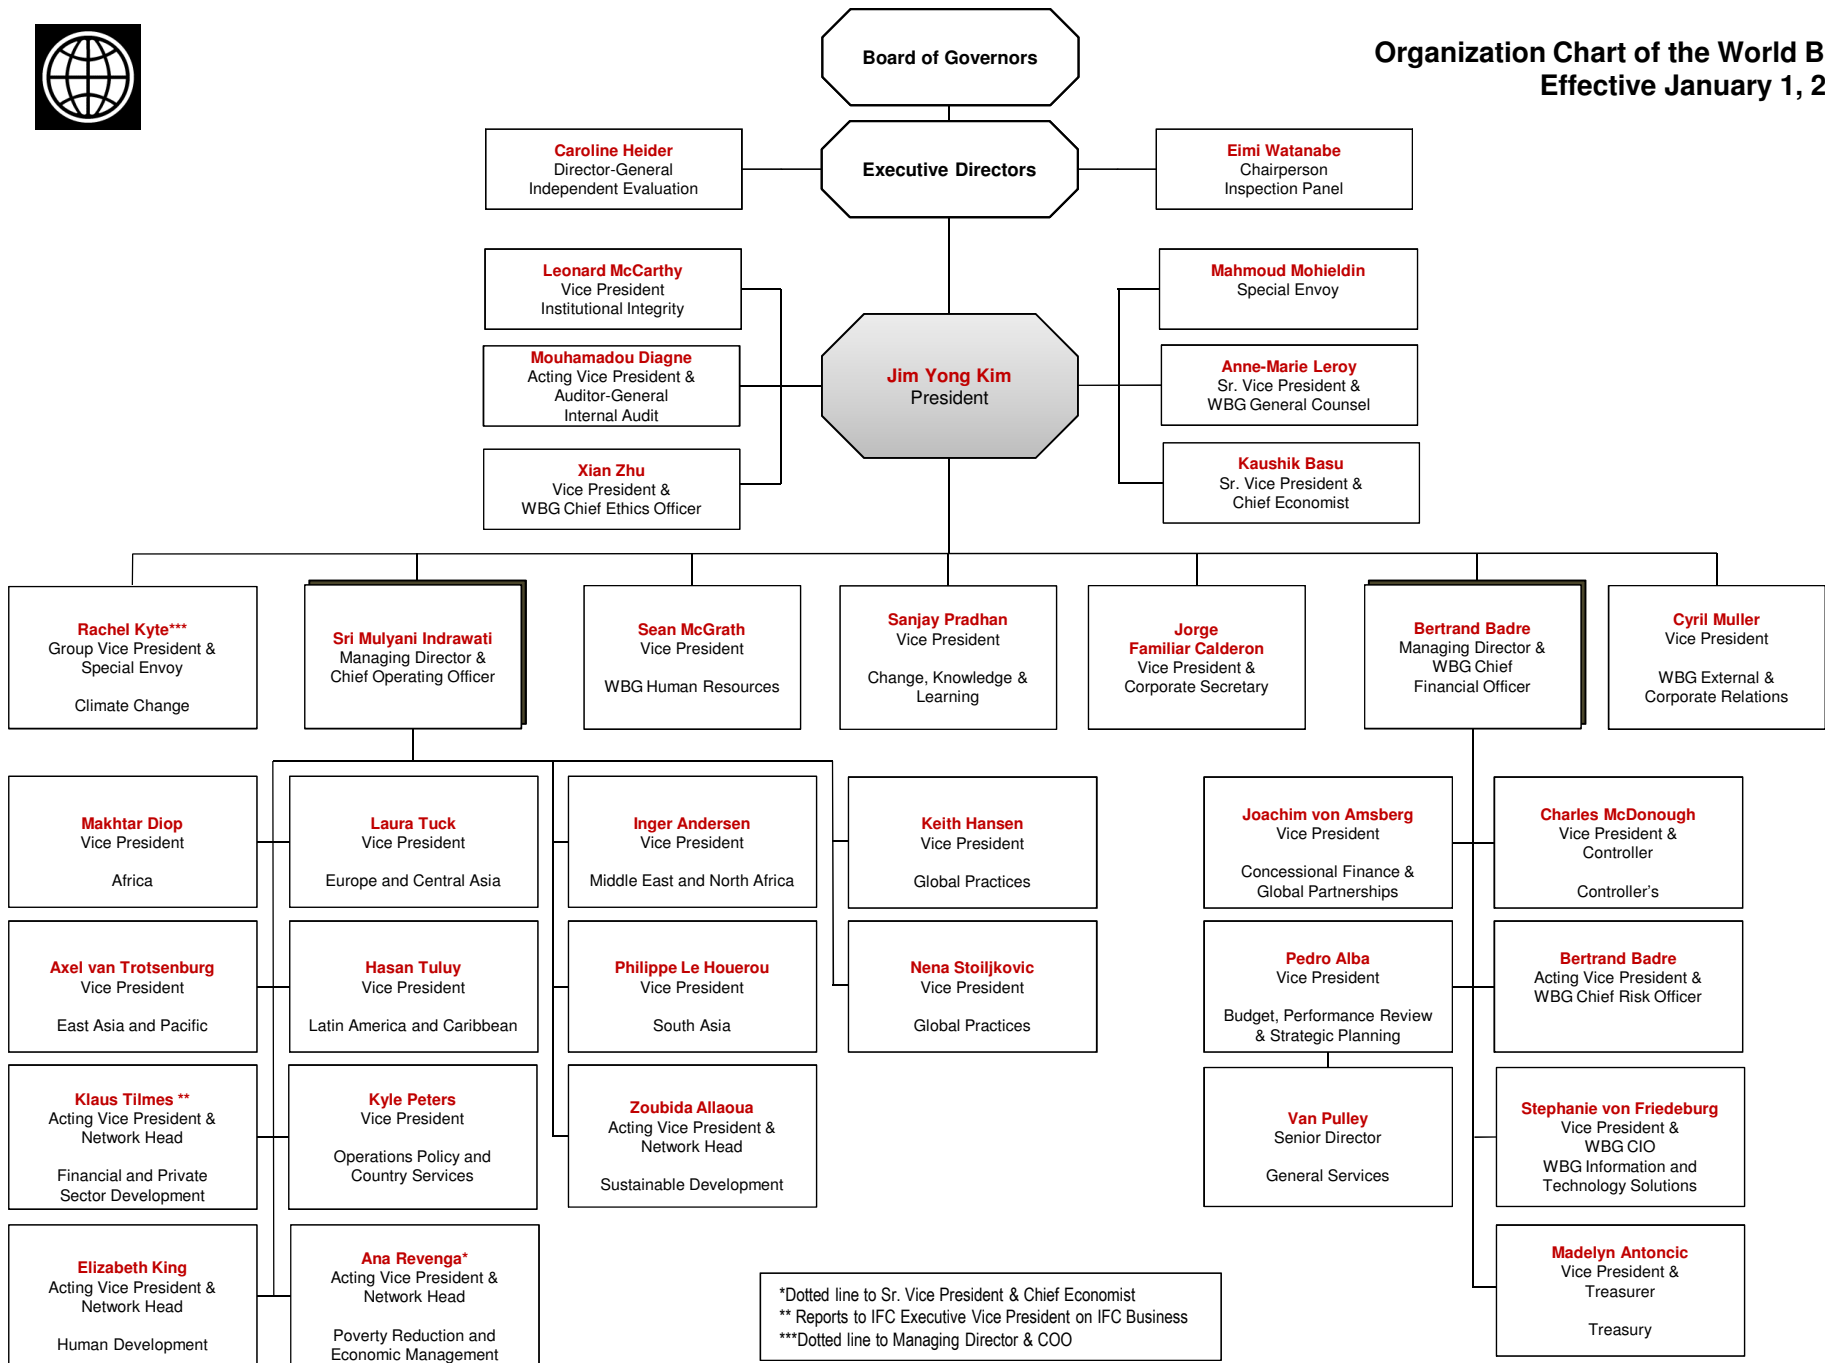 Board of Governors
Organization Chart of the World B
Effective January 1, 2
Caroline Heider
Director-General
Independent Evaluation
Executive Directors
Eimi Watanabe
Chairperson
Inspection Panel
Leonard McCarthy
Vice President
Institutional Integrity
Mahmoud Mohieldin
Special Envoy
Mouhamadou Diagne
Acting Vice President &
Auditor-General
Internal Audit
Jim Yong Kim
President
Anne-Marie Leroy
Sr. Vice President &
WBG General Counsel
Xian Zhu
Vice President &
WBG Chief Ethics Officer
Kaushik Basu
Sr. Vice President &
Chief Economist
Rachel Kyte***
Group Vice President &
Special Envoy
Climate Change
Sri Mulyani Indrawati
Managing Director &
Chief Operating Officer
Sean McGrath
Vice President
WBG Human Resources
Sanjay Pradhan
Vice President
Change, Knowledge &
Learning
Jorge
Familiar Calderon
Vice President &
Corporate Secretary
Bertrand Badre
Managing Director &
WBG Chief
Financial Officer
Cyril Muller
Vice President
WBG External &
Corporate Relations
Makhtar Diop
Vice President
Africa
Laura Tuck
Vice President
Europe and Central Asia
Inger Andersen
Vice President
Middle East and North Africa
Keith Hansen
Vice President
Global Practices
Joachim von Amsberg
Vice President
Concessional Finance &
Global Partnerships
Charles McDonough
Vice President &
Controller
Controller's
Axel van Trotsenburg
Vice President
East Asia and Pacific
Hasan Tuluy
Vice President
Latin America and Caribbean
Philippe Le Houerou
Vice President
South Asia
Nena Stoiljkovic
Vice President
Global Practices
Pedro Alba
Vice President
Budget, Performance Review
& Strategic Planning
Bertrand Badre
Acting Vice President &
WBG Chief Risk Officer
Klaus Tilmes **
Acting Vice President &
Network Head
Financial and Private
Sector Development
Kyle Peters
Vice President
Operations Policy and
Country Services
Zoubida Allaoua
Acting Vice President &
Network Head
Sustainable Development
Van Pulley
Senior Director
General Services
Stephanie von Friedeburg
Vice President &
WBG CIO
WBG Information and
Technology Solutions
Elizabeth King
Acting Vice President &
Network Head
Human Development
Ana Revenga*
Acting Vice President &
Network Head
Poverty Reduction and
Economic Management
*Dotted line to Sr. Vice President & Chief Economist
** Reports to IFC Executive Vice President on IFC Business
***Dotted line to Managing Director & COO
Madelyn Antoncic
Vice President &
Treasurer
Treasury